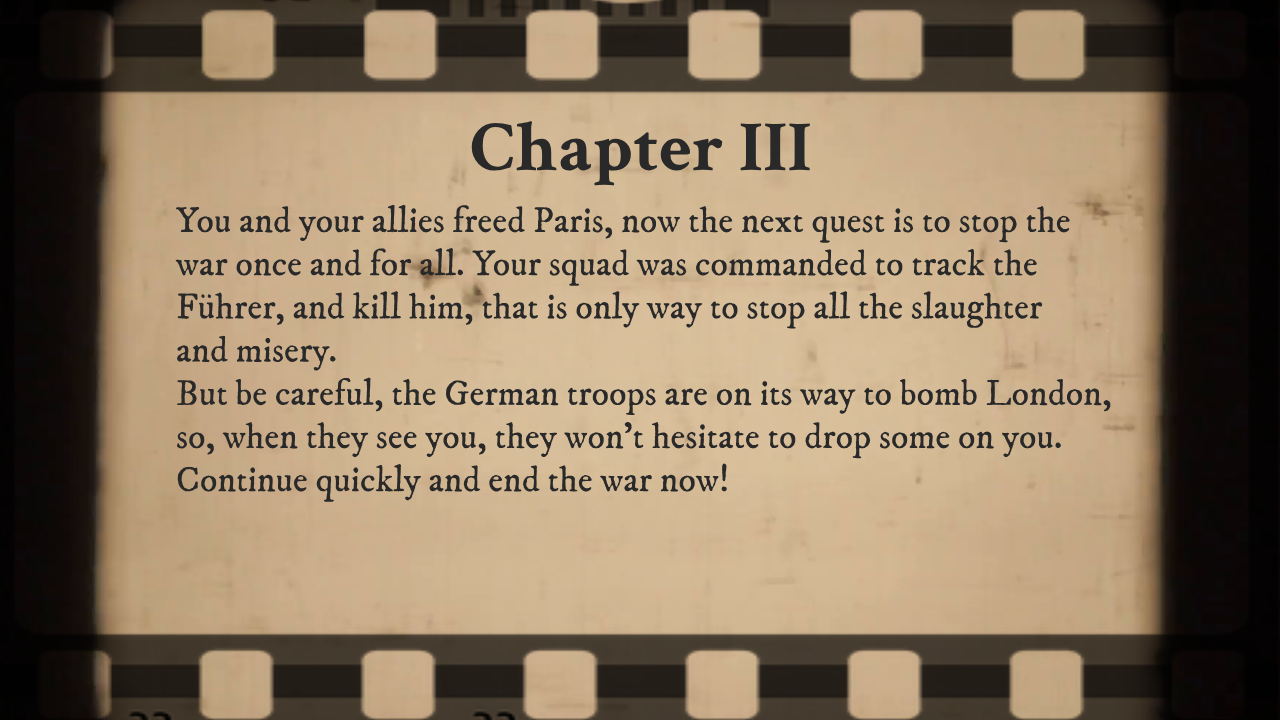 Chapter III
You and your allies freed Paris, now the next quest is to stop the
war once and for all. Your squad was commanded to track the
Führer, and kill him, that is only way to stop all the slaughter
and misery.
But be careful, the German troops are on its way to bomb London,
so, when they see you, they won't hesitate to drop some on you.
Continue quickly and end the war now!